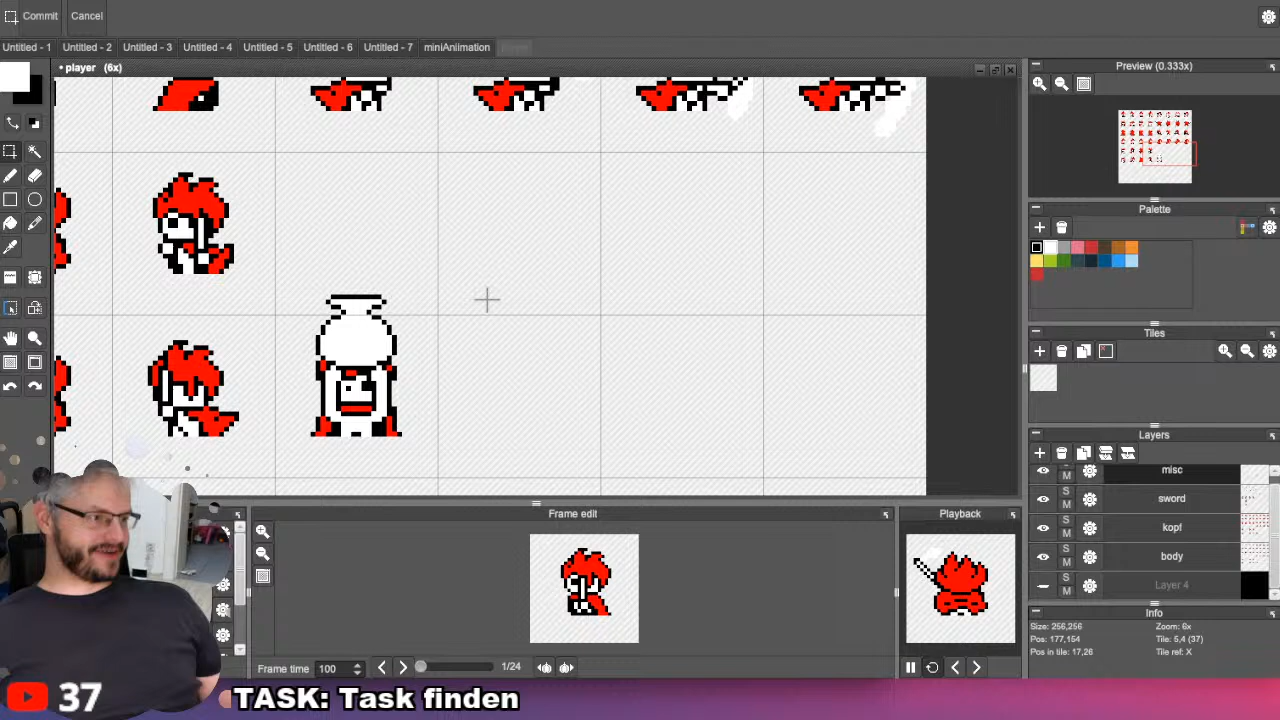 Commit Cancel
Untitled - 1 Untitled - 2 Untitled - 3 Untitled - 4 Untitled - 5 Untitled - 6 Untitled - 7 miniAniimation
• player (6x)
Preview (0.333x)
Palette
Tiles
Layers
S
M
misc
S
M
sword
S
M
kopf
S
M
body
S
M
Layer 4
Info
Size: 256,256
Zoom: 6x
Pos: 177,154
Tile: 5,4 (37)
Pos in tile: 17,26
Tile ref: X
Frame edit
Playback
Frame time 100
1/24
37
TASK: Task finden